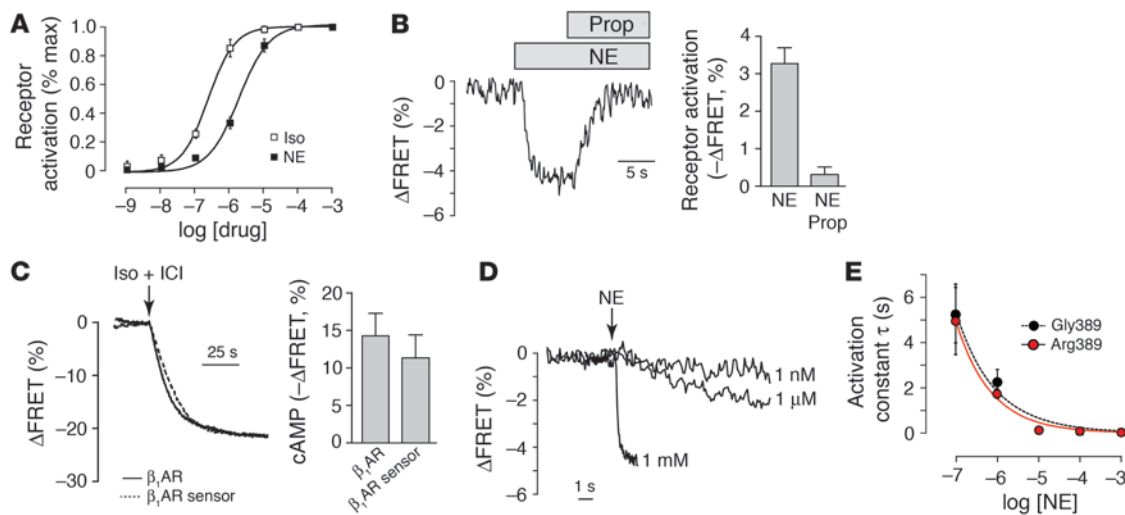 A
Receptor
activation (% max)
1.0
0.8
0.6
0.4
0.2
0
Iso
NE
−9 −8 −7 −6 −5 −4 −3
log [drug]
B
Prop
NE
ΔFRET (%)
0
−2
−4
−6
5 s
Receptor activation
(−ΔFRET, %)
4
3
2
1
0
NE
NE
Prop
C
Iso + ICI
ΔFRET (%)
0
−10
−20
−30
25 s
β₁AR
β₁AR sensor
cAMP (−ΔFRET, %)
20
15
10
5
0
β₁AR
β₁AR sensor
D
NE
ΔFRET (%)
0
−2
−4
−6
1 nM
1 μM
1 mM
1 s
E
Activation
constant τ (s)
6
4
2
0
Gly389
Arg389
−7 −6 −5 −4 −3
log [NE]